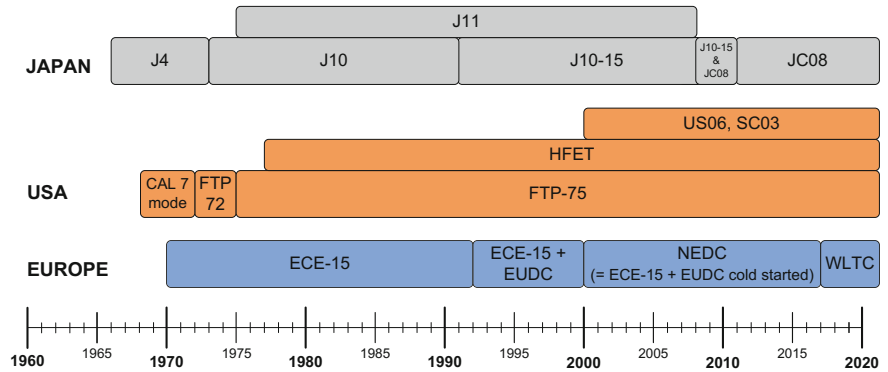 J11
JAPAN
J4
J10
J10-15
J10-15
&
JC08
JC08
US06, SC03
HFET
USA
CAL 7
mode
FTP
72
FTP-75
EUROPE
ECE-15
ECE-15 +
EUDC
NEDC
(= ECE-15 + EUDC cold started)
WLTC
1960
1965
1970
1975
1980
1985
1990
1995
2000
2005
2010
2015
2020